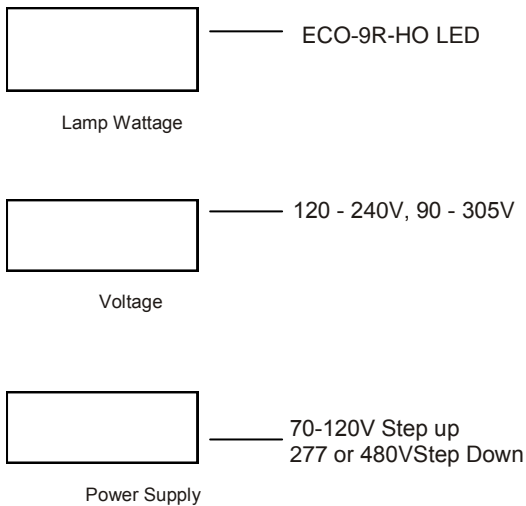 ECO-9R-HO LED
Lamp Wattage
120 - 240V, 90 - 305V
Voltage
70-120V Step up
277 or 480VStep Down
Power Supply